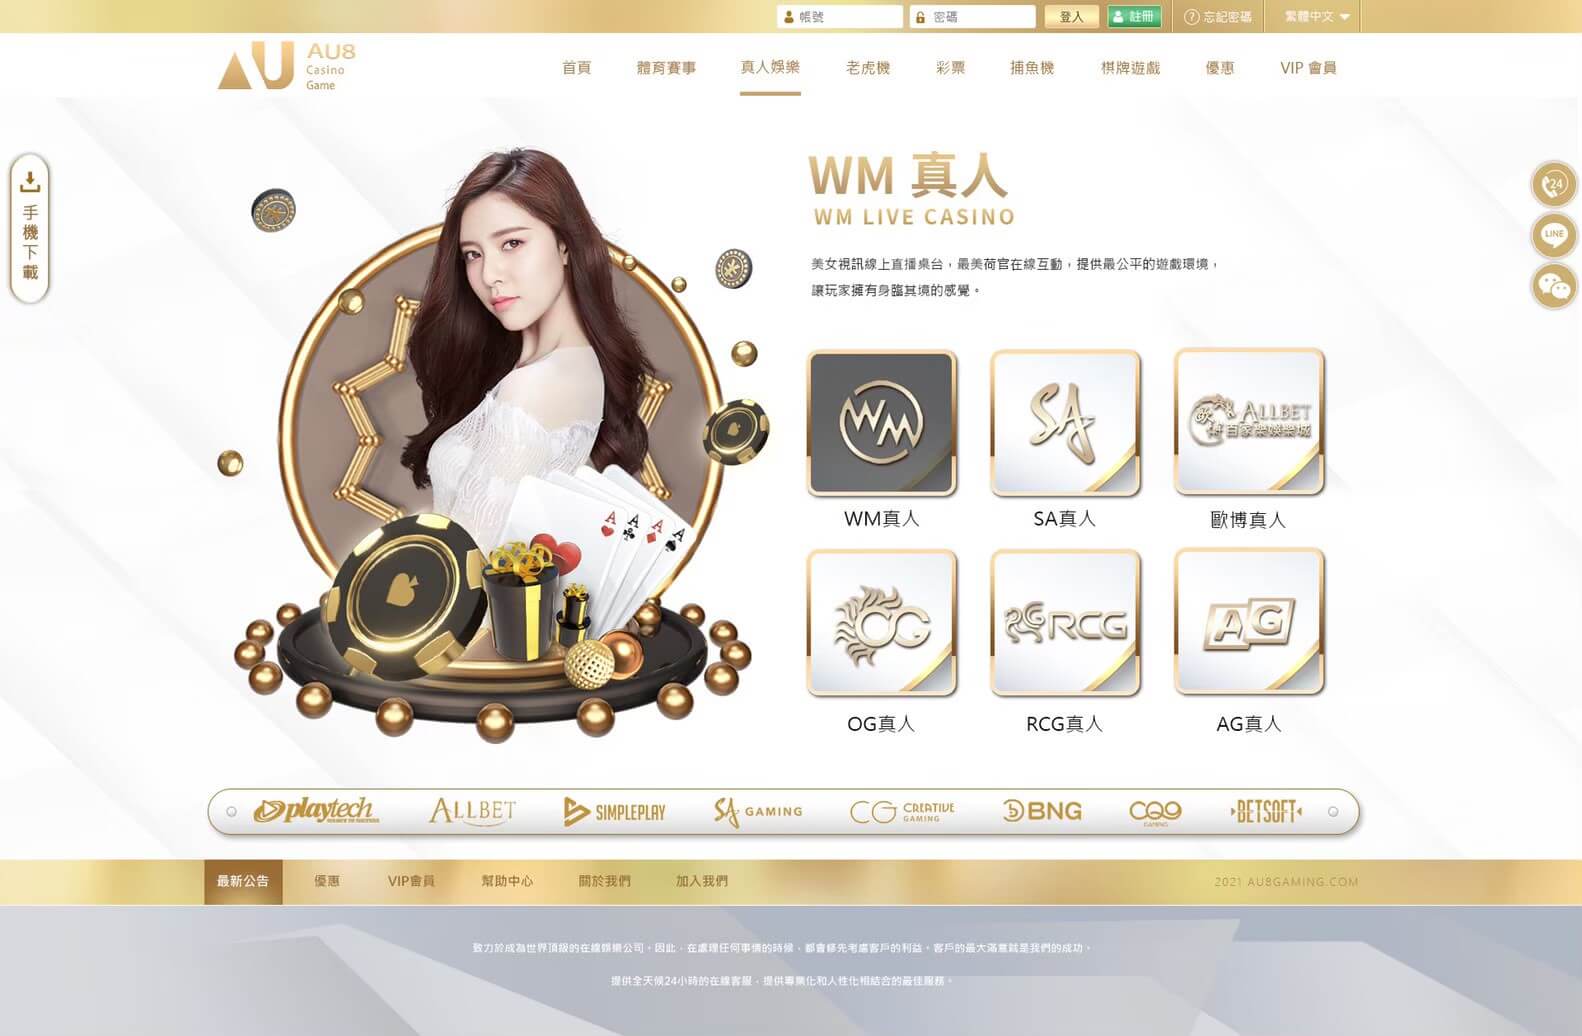 帳號
密碼
登入
註冊
忘記密碼
繁體中文
AU8
Casino
Game
首頁
體育賽事
真人娛樂
老虎機
彩票
捕魚機
棋牌遊戲
優惠
VIP 會員
手機下載
24
LINE
WM 真人
WM LIVE CASINO
美女視訊線上直播桌台，最美荷官在線互動，提供最公平的遊戲環境，
讓玩家擁有身臨其境的感覺。
WM
SA
ALLBET
歐博百家樂娛樂城
WM真人
SA真人
歐博真人
A A A A
OG
RCG
AG
OG真人
RCG真人
AG真人
playtech
ALLBET
SIMPLEPLAY
SA GAMING
CG CREATIVE GAMING
BNG
CQ9 GAMING
BETSOFT
最新公告
優惠
VIP會員
幫助中心
關於我們
加入我們
2021 AU8GAMING.COM
致力於成為世界頂級的在線娛樂公司。因此，在處理任何事情的時候，都會優先考慮客戶的利益。客戶的最大滿意就是我們的成功。
提供全天候24小時的在線客服，提供專業化和人性化相結合的最佳服務。